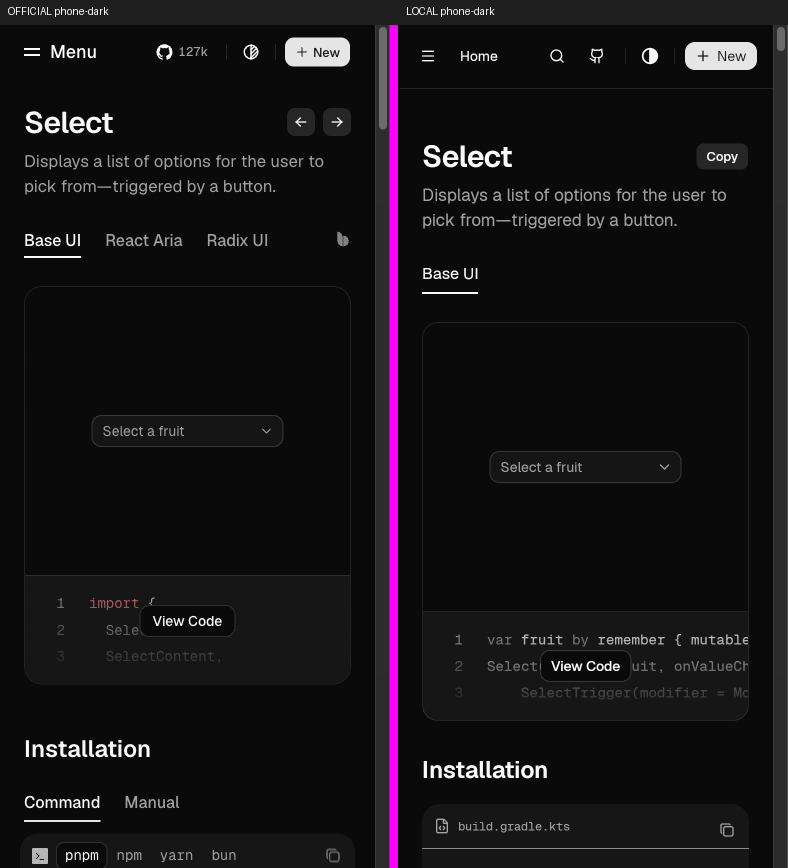 OFFICIAL phone-dark
Menu
127k
New
Select
Displays a list of options for the user to
pick from—triggered by a button.
Base UI
React Aria
Radix UI
Select a fruit
1 import {
2 Sele
View Code
3 SelectContent,
Installation
Command
Manual
pnpm
npm
yarn
bun
LOCAL phone-dark
Home
New
Select
Copy
Displays a list of options for the user to
pick from—triggered by a button.
Base UI
Select a fruit
1 var fruit by remember { mutable
2 Select uit, onValueCh
View Code
3 SelectTrigger(modifier = Mo
Installation
build.gradle.kts